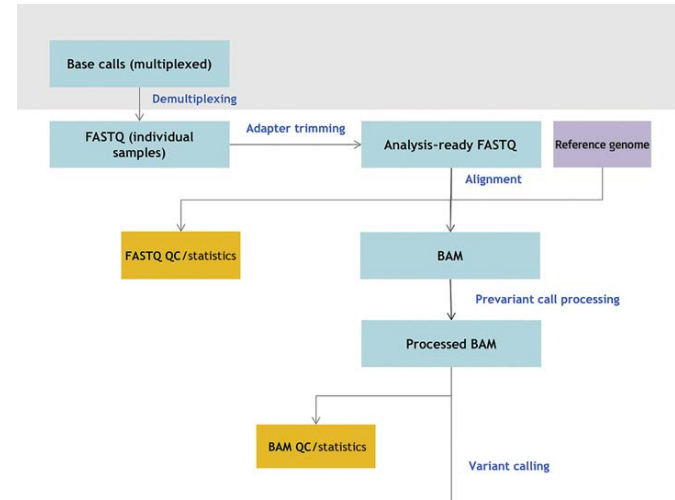 Base calls (multiplexed)
Demultiplexing
FASTQ (individual
samples)
Adapter trimming
Analysis-ready FASTQ
Reference genome
Alignment
FASTQ QC/statistics
BAM
Prevariant call processing
Processed BAM
BAM QC/statistics
Variant calling